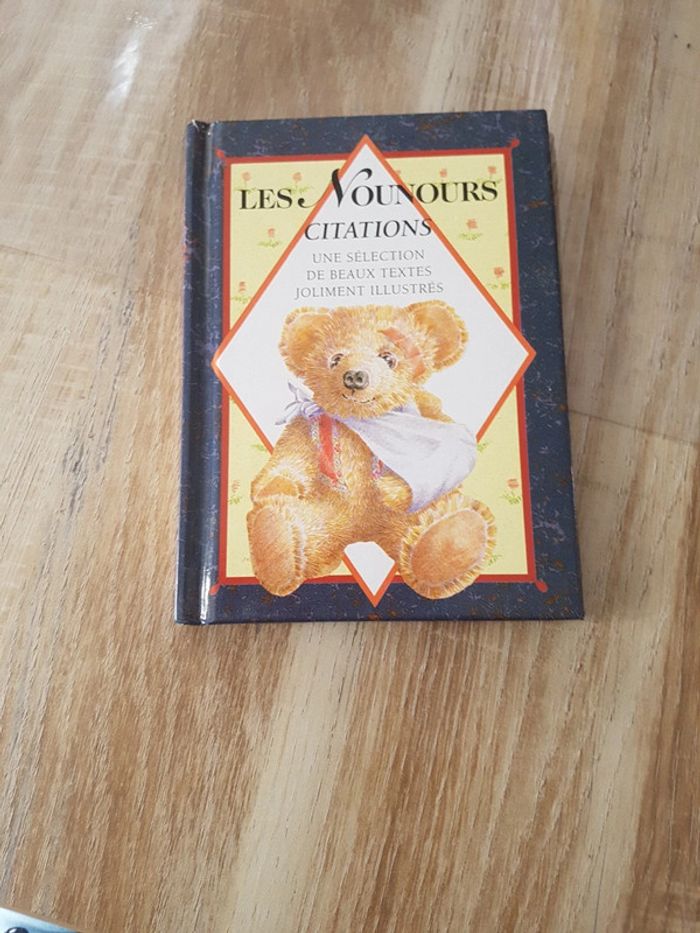 LES NOUNOURS
CITATIONS
UNE SÉLECTION
DE BEAUX TEXTES
JOLIMENT ILLUSTRÉS